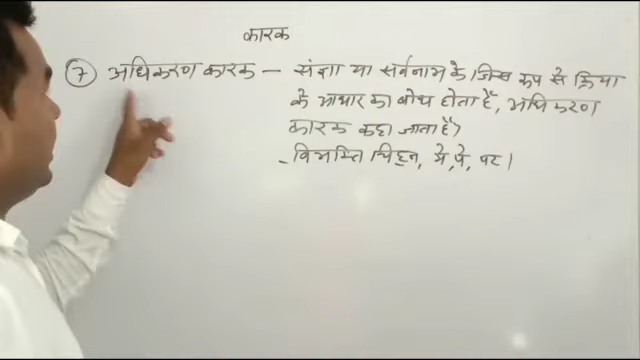 कारक
(7) अधिकरण कारक – संज्ञा या सर्वनाम के जिस रूप से क्रिया
के आधार का बोध होता है, अधिकरण
कारक कहा जाता है।
- विभक्ति चिह्न, मे, पे, पर।